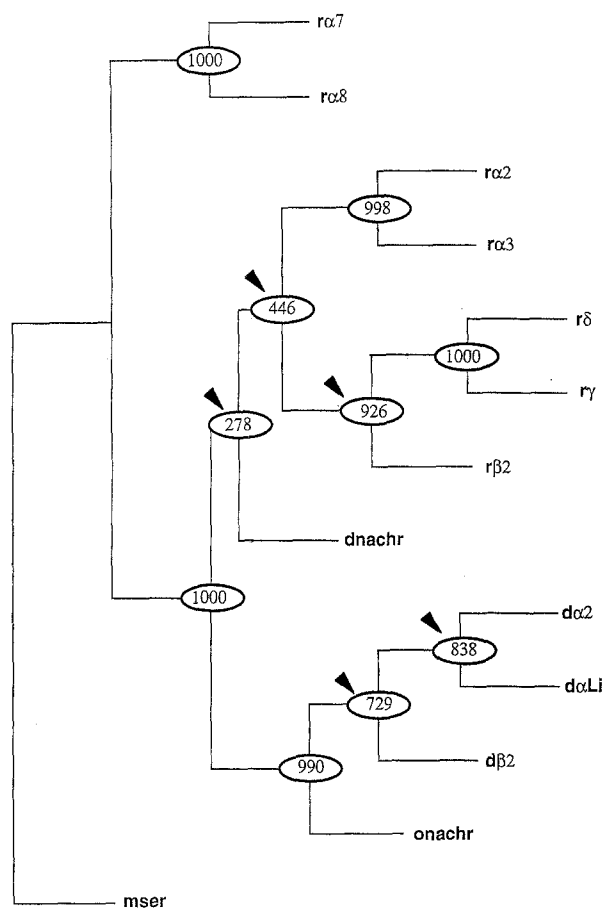 rα7
1000
rα8
rα2
998
rα3
446
rδ
1000
rγ
926
278
rβ2
dnachr
1000
dα2
838
dαLi
729
dβ2
990
onachr
mser